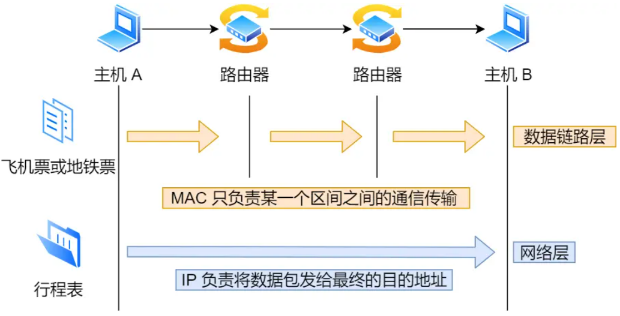 主机 A
路由器
路由器
主机 B
飞机票或地铁票
数据链路层
MAC 只负责某一个区间之间的通信传输
行程表
网络层
IP 负责将数据包发给最终的目的地址